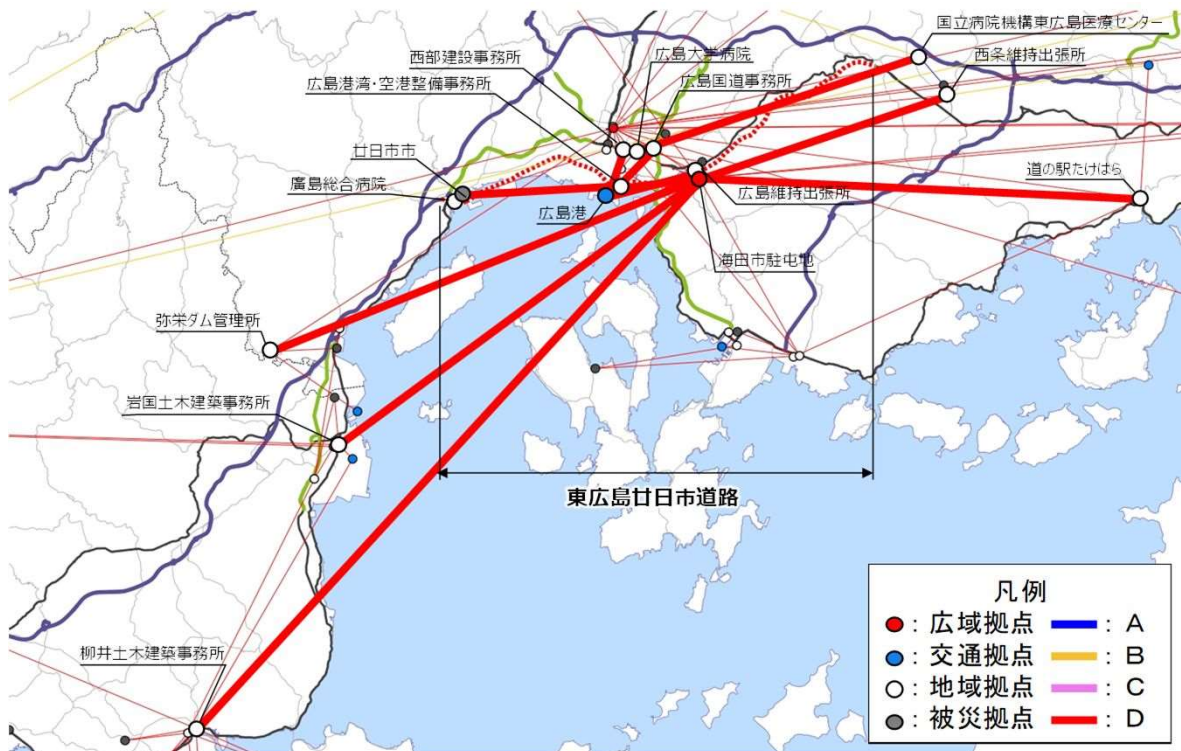 国立病院機構東広島医療センター
西部建設事務所
広島大学病院
西条維持出張所
広島港湾・空港整備事務所
広島国道事務所
廿日市市
廣島総合病院
広島港
広島維持出張所
道の駅たけはら
海田市駐屯地
弥栄ダム管理所
岩国土木建築事務所
東広島廿日市道路
柳井土木建築事務所
凡例
：広域拠点 ：A
：交通拠点 ：B
：地域拠点 ：C
：被災拠点 ：D